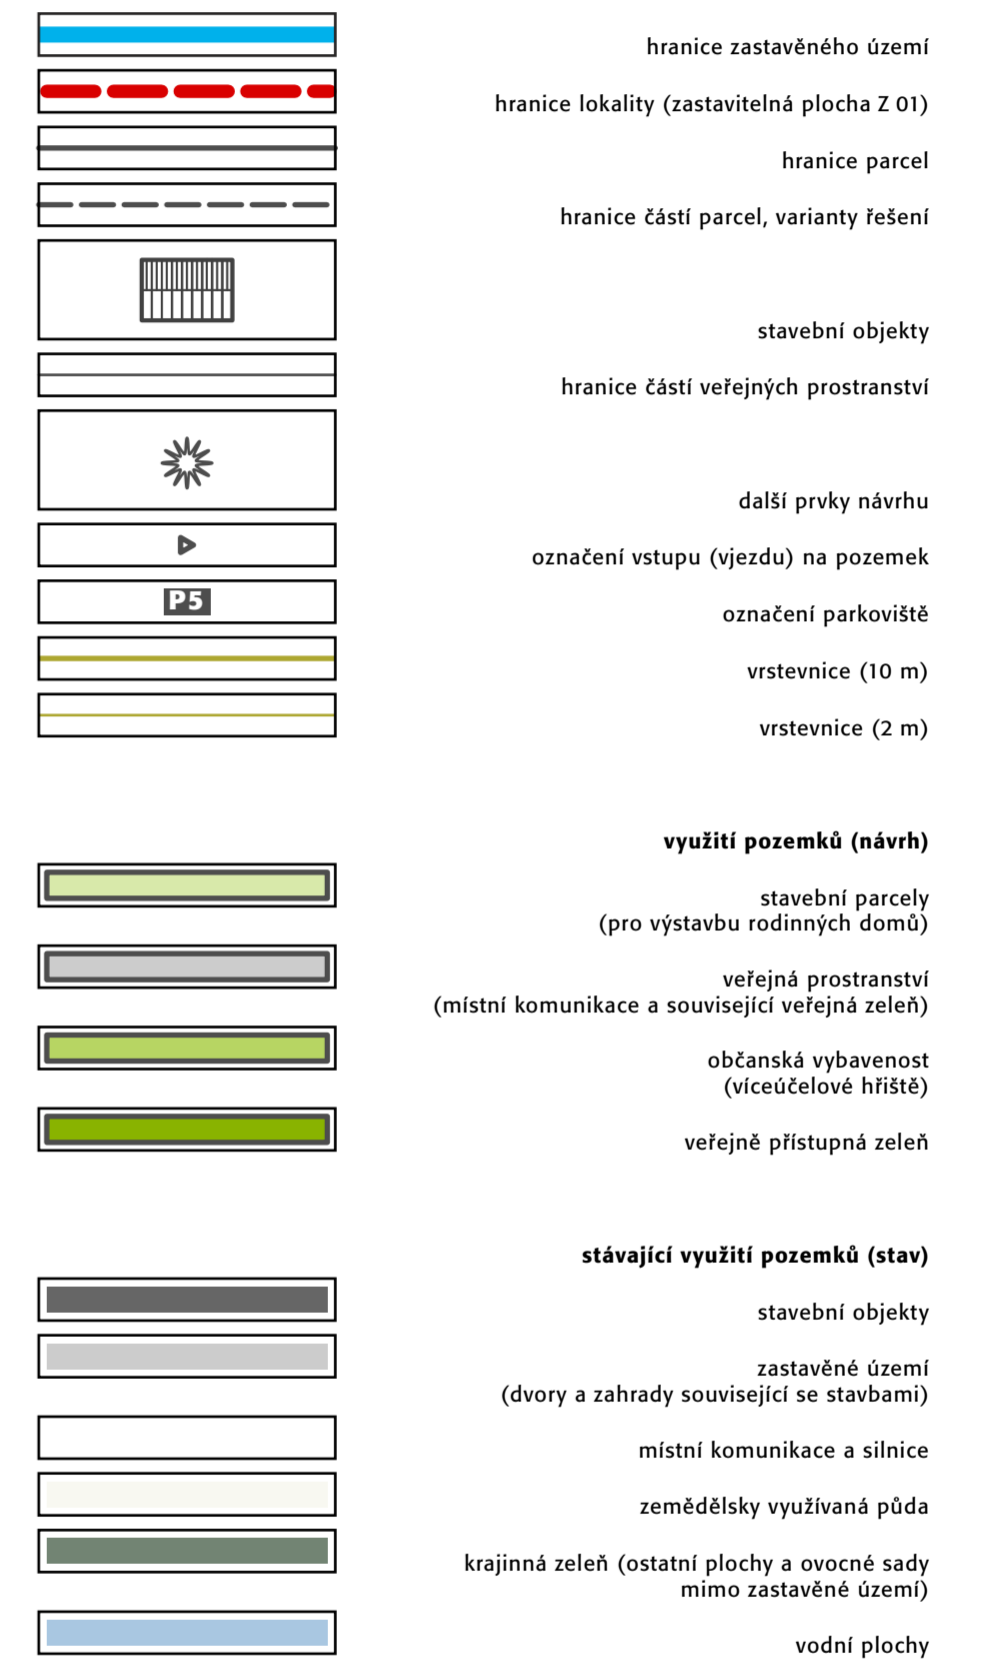 hranice zastavěného území
hranice lokality (zastavitelná plocha Z 01)
hranice parcel
hranice částí parcel, varianty řešení
stavební objekty
hranice částí veřejných prostranství
další prvky návrhu
označení vstupu (vjezdu) na pozemek
P5
označení parkoviště
vrstevnice (10 m)
vrstevnice (2 m)
využití pozemků (návrh)
stavební parcely
(pro výstavbu rodinných domů)
veřejná prostranství
(místní komunikace a související veřejná zeleň)
občanská vybavenost
(víceúčelové hřiště)
veřejně přístupná zeleň
stávající využití pozemků (stav)
stavební objekty
zastavěné území
(dvory a zahrady související se stavbami)
místní komunikace a silnice
zemědělsky využívaná půda
krajinná zeleň (ostatní plochy a ovocné sady
mimo zastavěné území)
vodní plochy